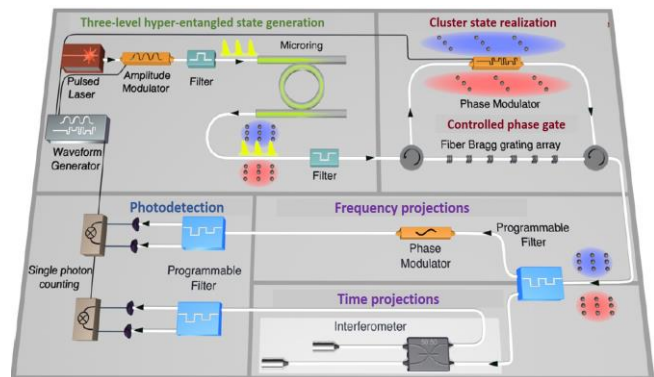 Three-level hyper-entangled state generation
Microring
Pulsed
Laser
Amplitude
Modulator
Filter
Waveform
Generator
Filter
Cluster state realization
Phase Modulator
Controlled phase gate
Fiber Bragg grating array
Photodetection
Single photon
counting
Programmable
Filter
Frequency projections
Phase
Modulator
Programmable
Filter
Time projections
Interferometer
50:50